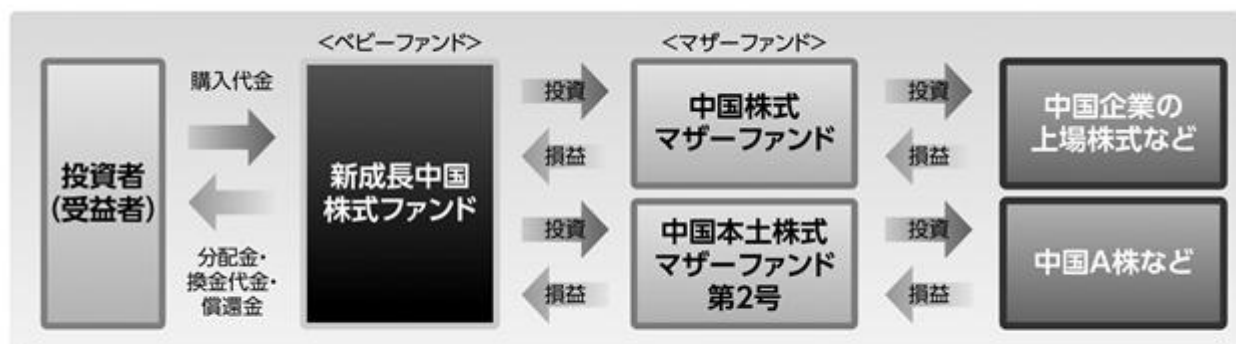 <ベビーファンド>
<マザーファンド>
購入代金
投資者
(受益者)
分配金・
換金代金・
償還金
新成長中国
株式ファンド
投資
損益
中国株式
マザーファンド
投資
損益
中国企業の
上場株式など
投資
損益
中国本土株式
マザーファンド
第2号
投資
損益
中国A株など